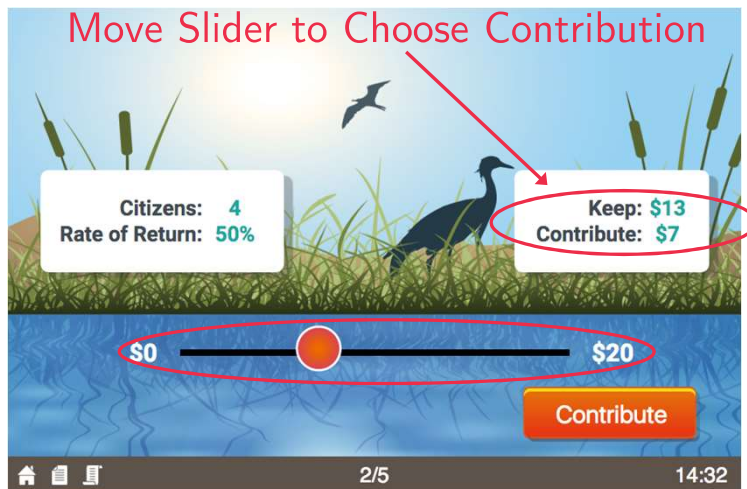 Move Slider to Choose Contribution
Citizens: 4
Rate of Return: 50%
Keep: $13
Contribute: $7
$0
$20
Contribute
2/5
14:32